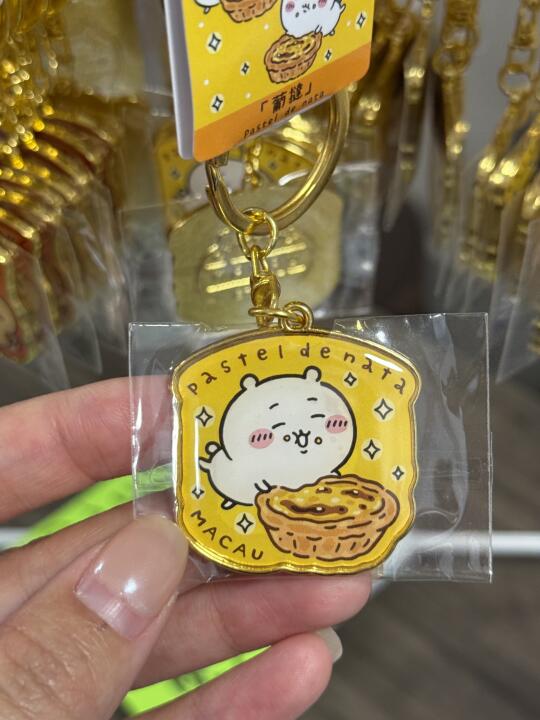 「葡撻」
Pastel de nata
Pastel de nata
MACAU